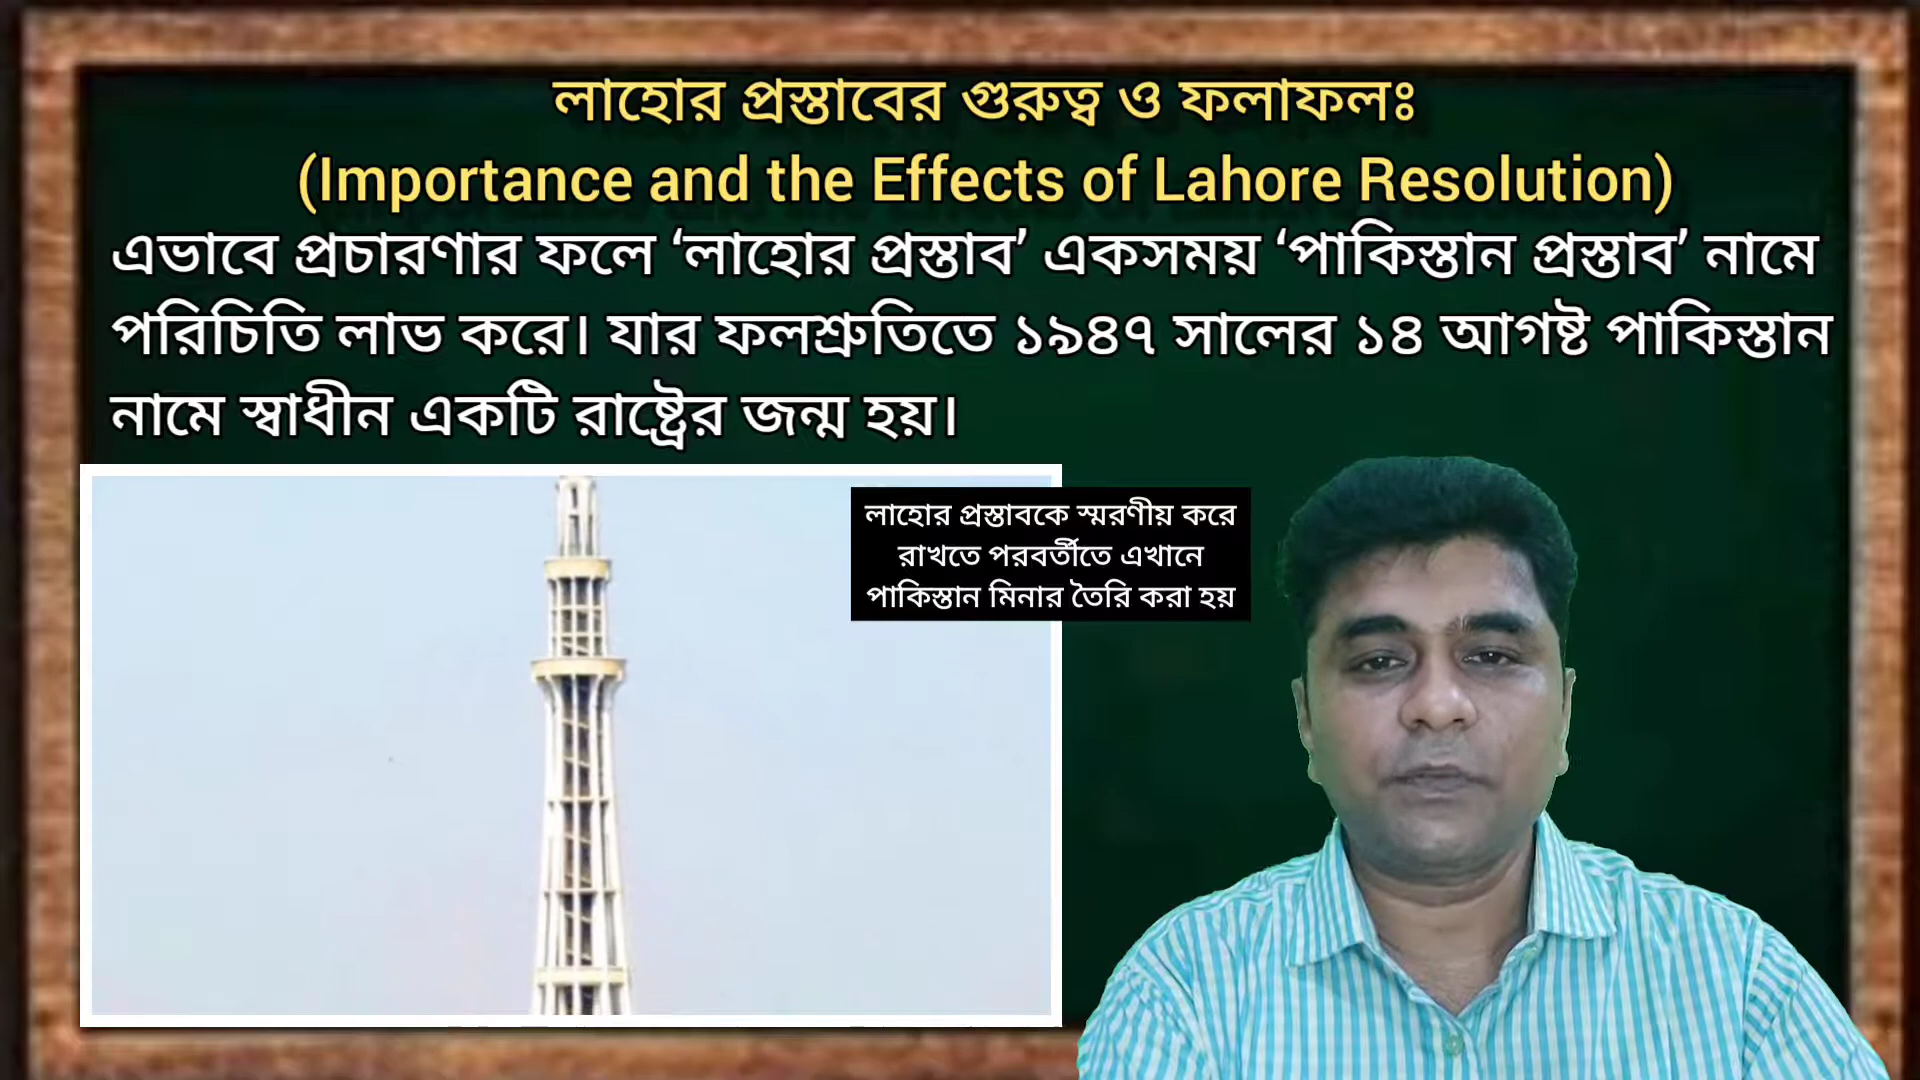 লাহোর প্রস্তাবের গুরুত্ব ও ফলাফলঃ
(Importance and the Effects of Lahore Resolution)
এভাবে প্রচারণার ফলে ‘লাহোর প্রস্তাব’ একসময় ‘পাকিস্তান প্রস্তাব’ নামে
পরিচিতি লাভ করে। যার ফলশ্রুতিতে ১৯৪৭ সালের ১৪ আগষ্ট পাকিস্তান
নামে স্বাধীন একটি রাষ্ট্রের জন্ম হয়।
লাহোর প্রস্তাবকে স্মরণীয় করে
রাখতে পরবর্তীতে এখানে
পাকিস্তান মিনার তৈরি করা হয়